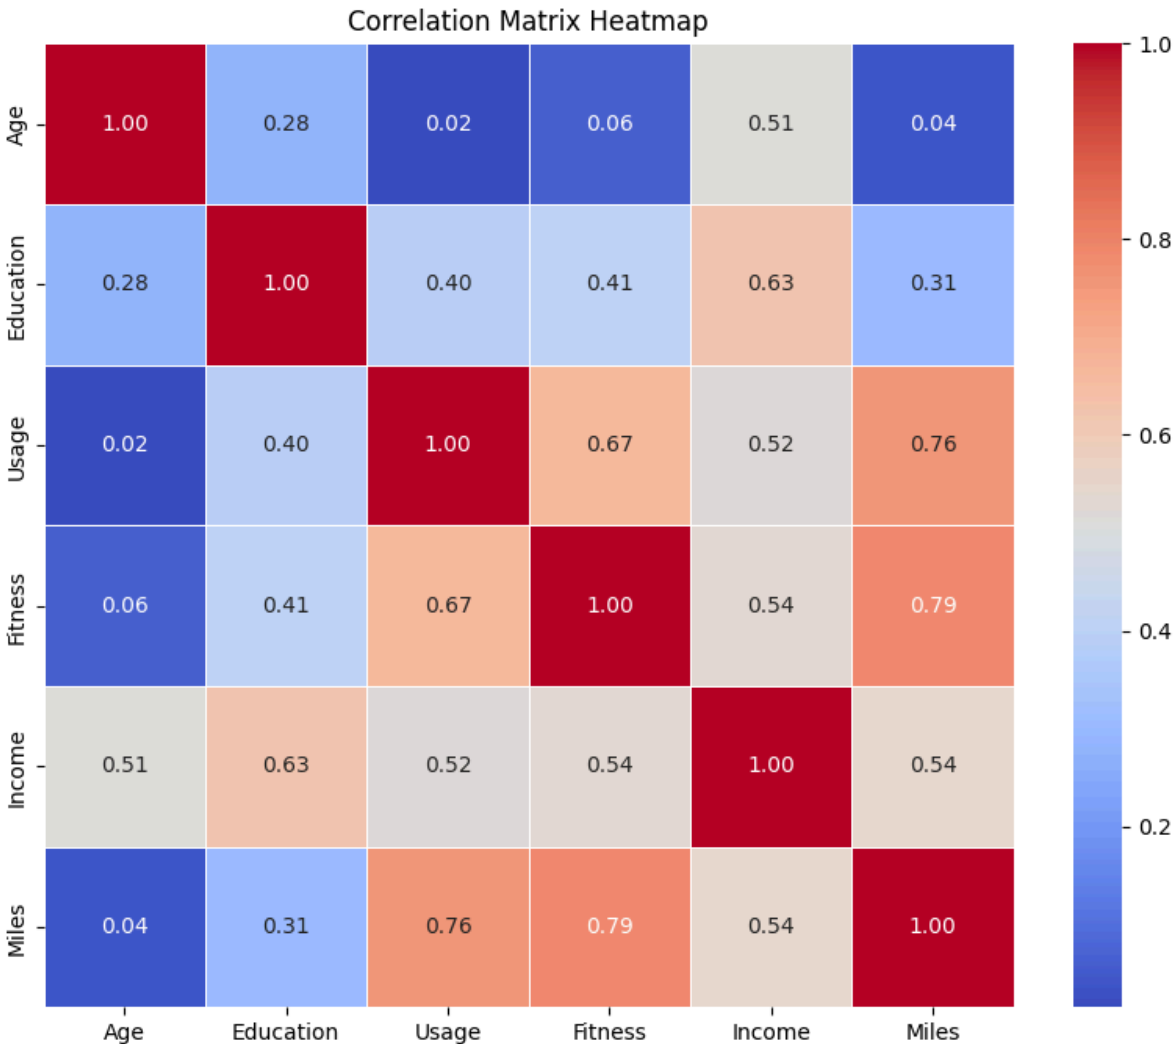 Correlation Matrix Heatmap
Age 1.00 0.28 0.02 0.06 0.51 0.04
Education 0.28 1.00 0.40 0.41 0.63 0.31
Usage 0.02 0.40 1.00 0.67 0.52 0.76
Fitness 0.06 0.41 0.67 1.00 0.54 0.79
Income 0.51 0.63 0.52 0.54 1.00 0.54
Miles 0.04 0.31 0.76 0.79 0.54 1.00
Age Education Usage Fitness Income Miles
1.0
0.8
0.6
0.4
0.2